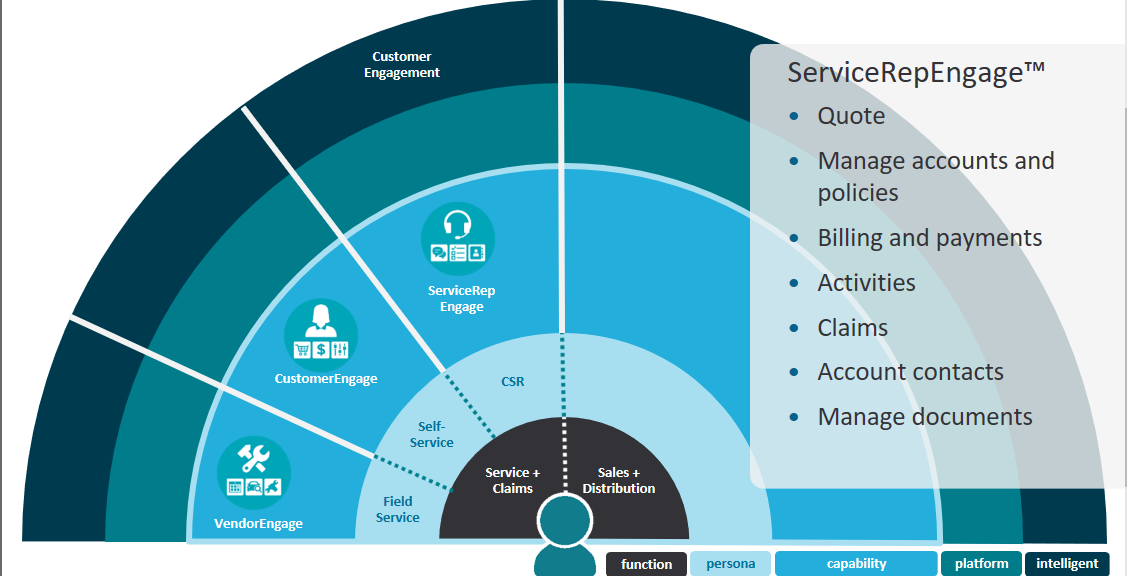 Customer
Engagement
ServiceRepEngage™
• Quote
• Manage accounts and
policies
• Billing and payments
• Activities
• Claims
• Account contacts
• Manage documents
ServiceRep
Engage
CustomerEngage
VendorEngage
CSR
Self-
Service
Field
Service
Service +
Claims
Sales +
Distribution
function
persona
capability
platform
intelligent